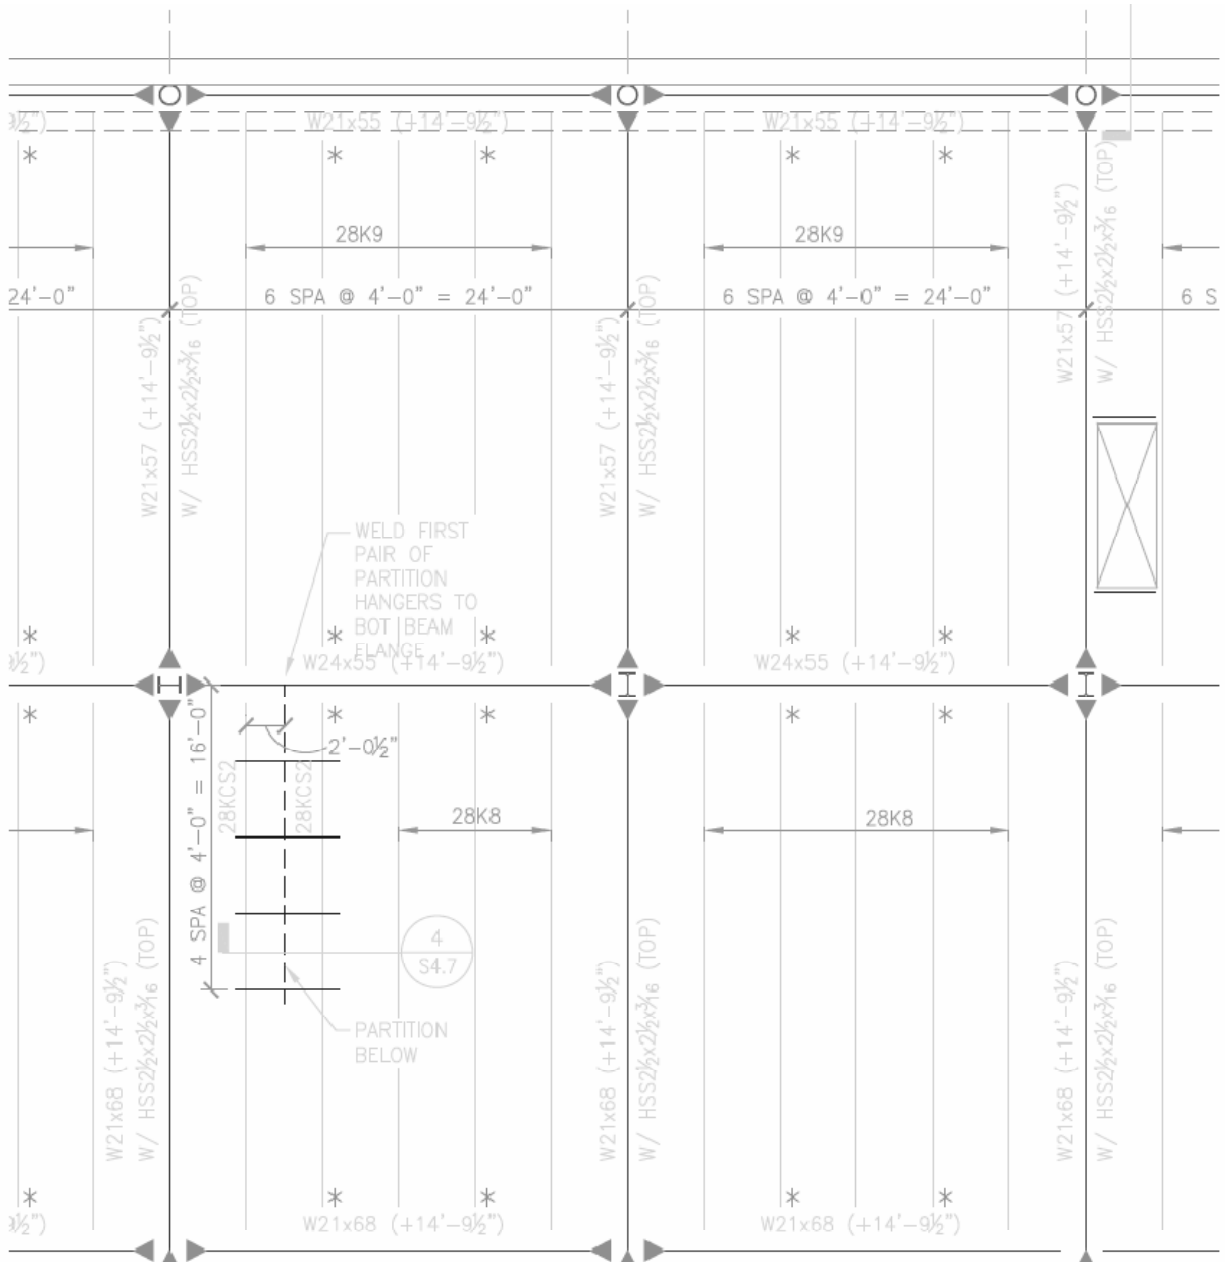 9½")
W21x55 (+14'-9½")
W21x55 (+14'-9½")
28K9
28K9
24'-0"
6 SPA @ 4'-0" = 24'-0"
6 SPA @ 4'-0" = 24'-0"
6 S
W21x57 (+14'-9½")
W/ HSS2½x2½x3⁄16 (TOP)
W21x57 (+14'-9½")
W/ HSS2½x2½x3⁄16 (TOP)
W21x57 (+14'-9½")
W/ HSS2½x2½x3⁄16 (TOP)
WELD FIRST
PAIR OF
PARTITION
HANGERS TO
BOT BEAM
FLANGE
9½")
W24x55 (+14'-9½")
W24x55 (+14'-9½")
4 SPA @ 4'-0" = 16'-0"
2'-0½"
28KCS2
28KCS2
28K8
28K8
4
S4.7
W21x68 (+14'-9½")
W/ HSS2½x2½x3⁄16 (TOP)
PARTITION
BELOW
W21x68 (+14'-9½")
W/ HSS2½x2½x3⁄16 (TOP)
W21x68 (+14'-9½")
W/ HSS2½x2½x3⁄16 (TOP)
9½")
W21x68 (+14'-9½")
W21x68 (+14'-9½")